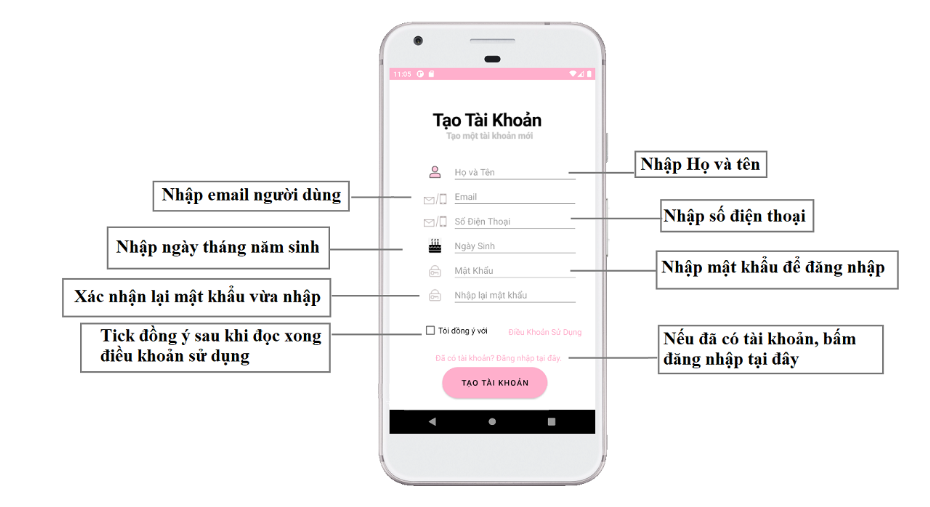 11:05
Tạo Tài Khoản
Tạo một tài khoản mới
Họ và Tên
Nhập Họ và tên
Nhập email người dùng
Email
Số Điện Thoại
Nhập số điện thoại
Nhập ngày tháng năm sinh
Ngày Sinh
Mật Khẩu
Nhập mật khẩu để đăng nhập
Xác nhận lại mật khẩu vừa nhập
Nhập lại mật khẩu
Tick đồng ý sau khi đọc xong
điều khoản sử dụng
Tôi đồng ý với Điều Khoản Sử Dụng
Nếu đã có tài khoản, bấm
đăng nhập tại đây
Đã có tài khoản? Đăng nhập tại đây.
TẠO TÀI KHOẢN